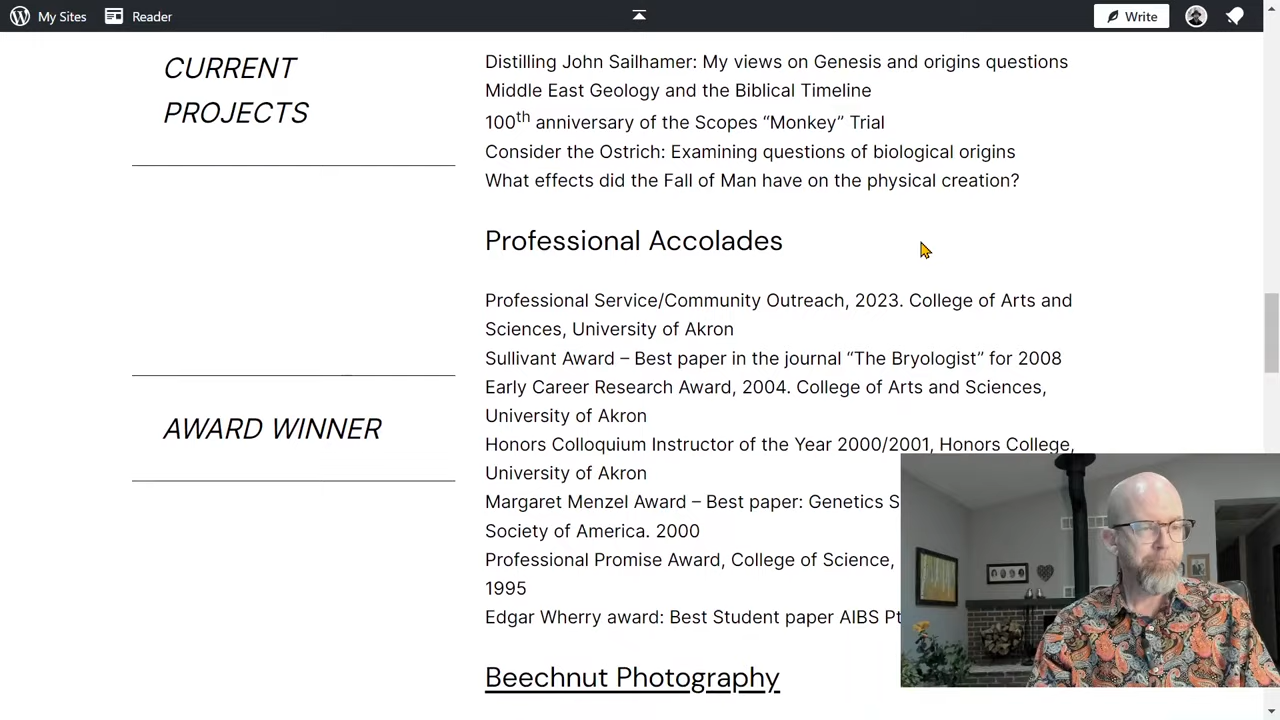 My Sites
Reader
Write
CURRENT
PROJECTS
Distilling John Sailhamer: My views on Genesis and origins questions
Middle East Geology and the Biblical Timeline
100th anniversary of the Scopes “Monkey” Trial
Consider the Ostrich: Examining questions of biological origins
What effects did the Fall of Man have on the physical creation?
Professional Accolades
AWARD WINNER
Professional Service/Community Outreach, 2023. College of Arts and
Sciences, University of Akron
Sullivant Award – Best paper in the journal “The Bryologist” for 2008
Early Career Research Award, 2004. College of Arts and Sciences,
University of Akron
Honors Colloquium Instructor of the Year 2000/2001, Honors College,
University of Akron
Margaret Menzel Award – Best paper: Genetics S
Society of America. 2000
Professional Promise Award, College of Science,
1995
Edgar Wherry award: Best Student paper AIBS Pt
Beechnut Photography